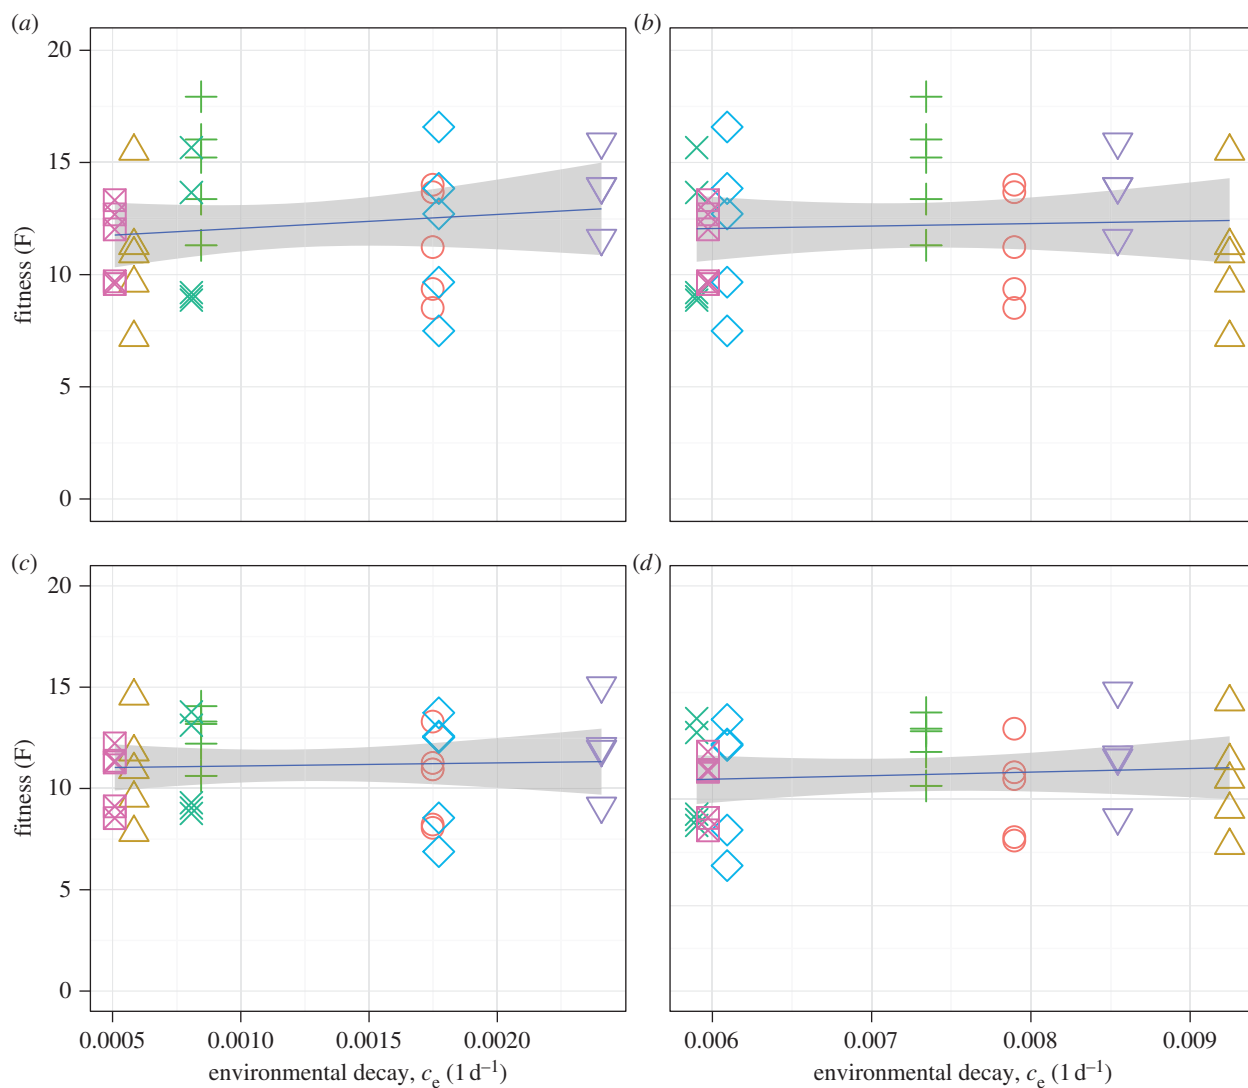 (a)
(b)
20
15
10
5
0
fitness (F)
(c)
(d)
20
15
10
5
0
fitness (F)
0.0005 0.0010 0.0015 0.0020
0.006 0.007 0.008 0.009
environmental decay, cₑ (1 d⁻¹)
environmental decay, cₑ (1 d⁻¹)